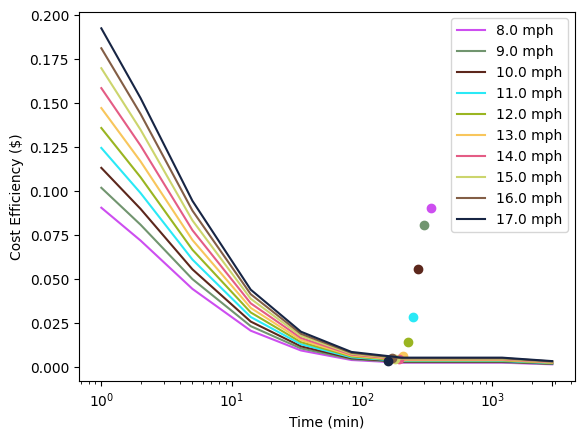 0.200
0.175
0.150
0.125
0.100
0.075
0.050
0.025
0.000
Cost Efficiency ($)
10⁰
10¹
10²
10³
Time (min)
8.0 mph
9.0 mph
10.0 mph
11.0 mph
12.0 mph
13.0 mph
14.0 mph
15.0 mph
16.0 mph
17.0 mph